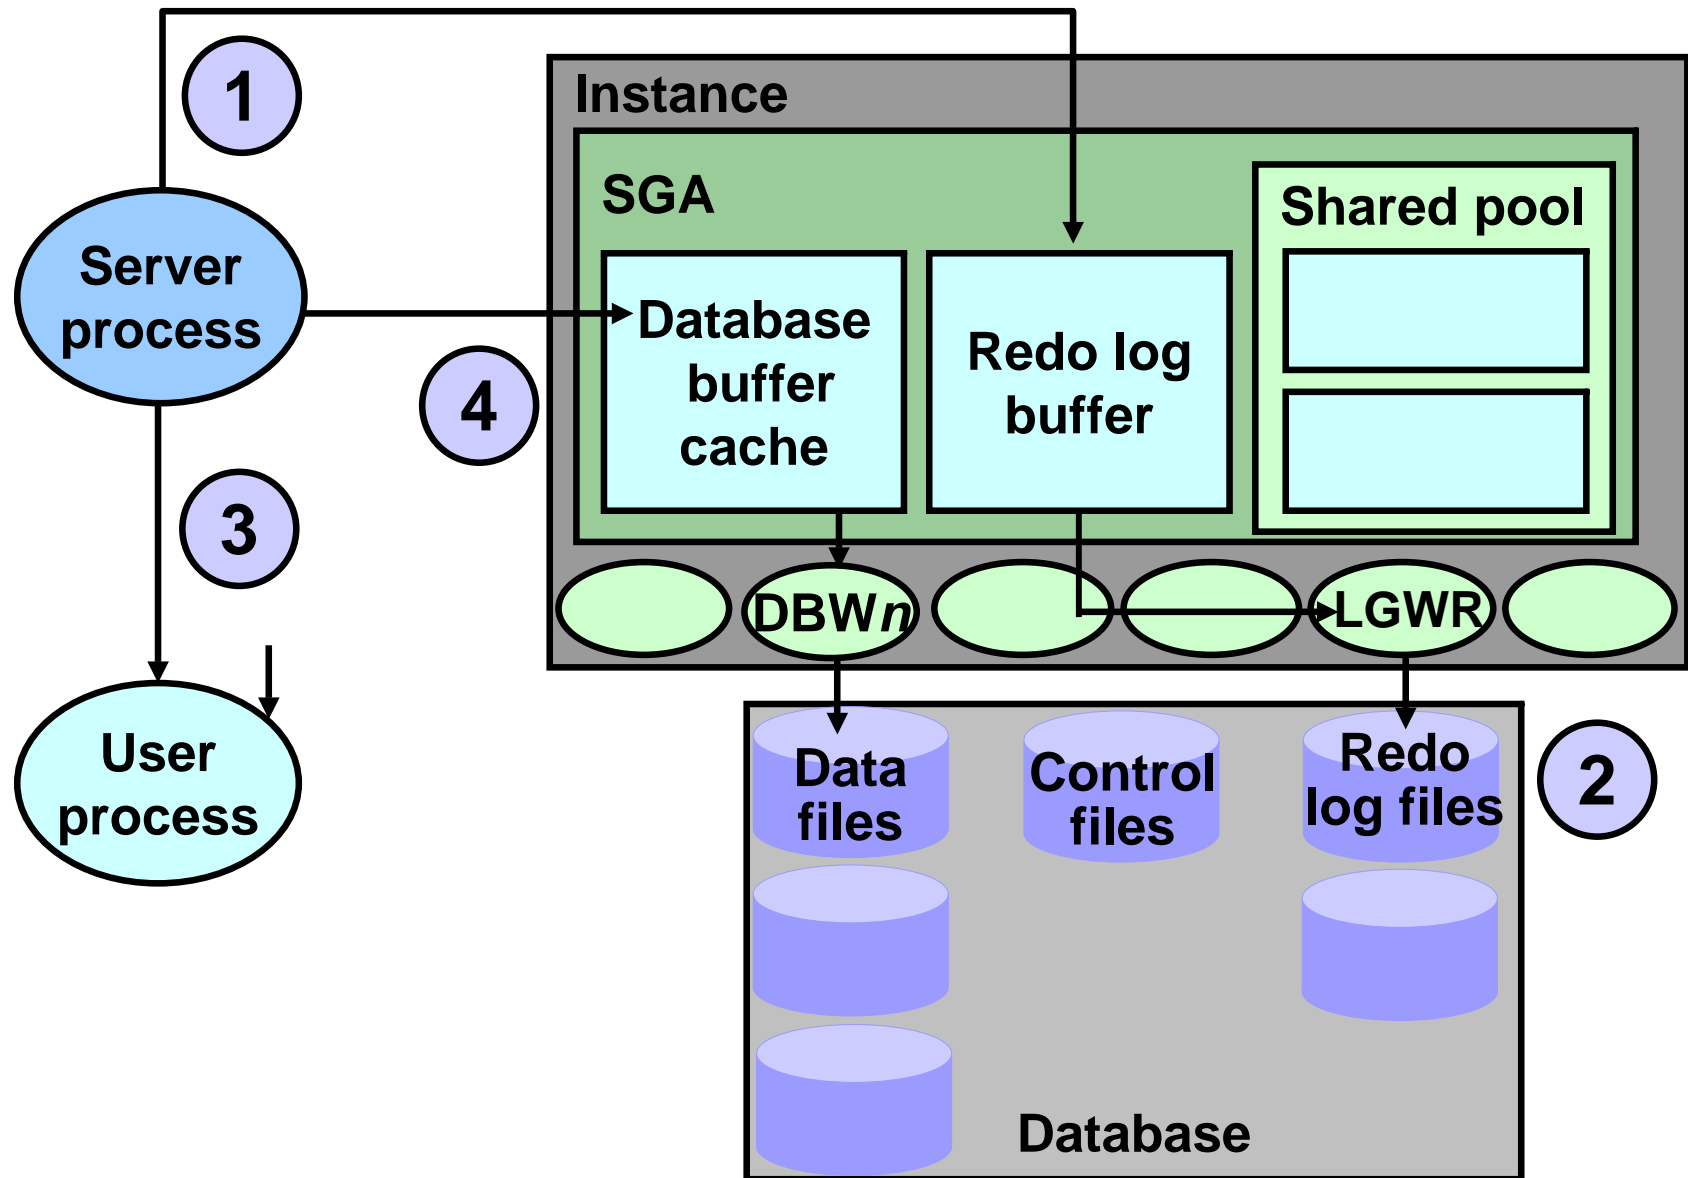 1
Instance
SGA
Shared pool
Server
process
Database
buffer
cache
Redo log
buffer
4
3
DBWn
LGWR
User
process
Data
files
Control
files
Redo
log files
2
Database